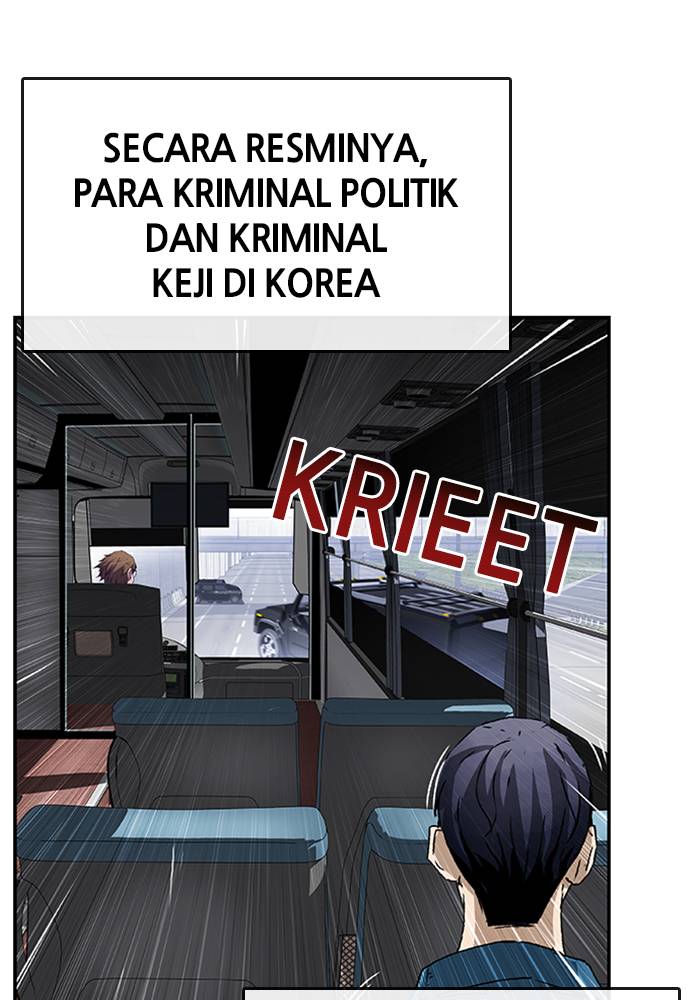 SECARA RESMINYA,
PARA KRIMINAL POLITIK
DAN KRIMINAL
KEJI DI KOREA
KRIEET